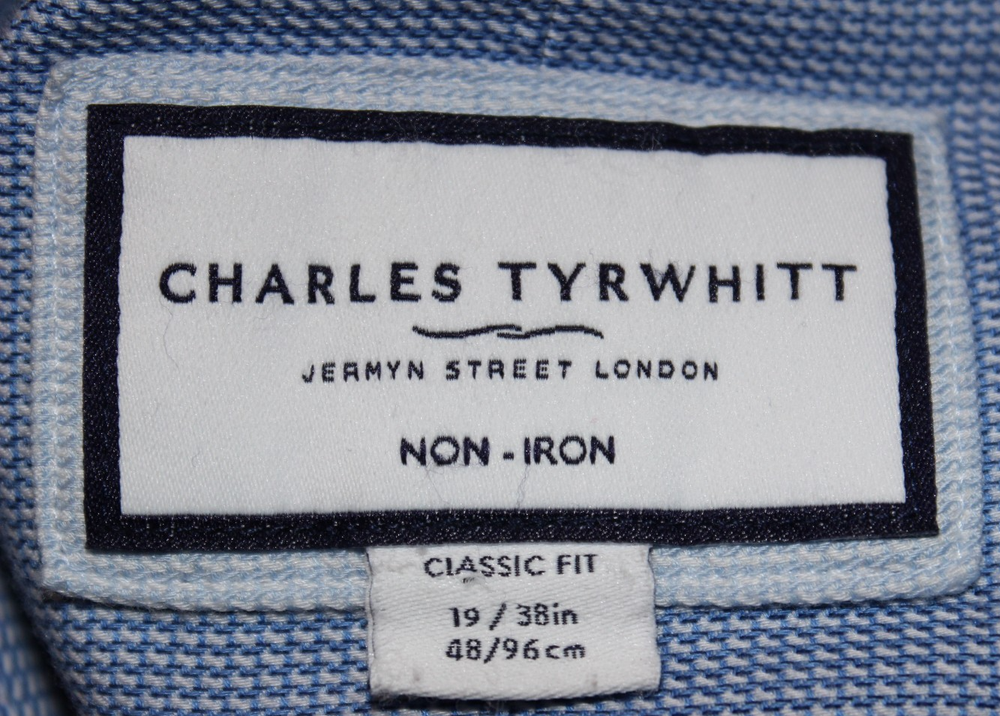 CHARLES TYRWHITT
JERMYN STREET LONDON
NON-IRON
CLASSIC FIT
19 / 38in
48/96cm